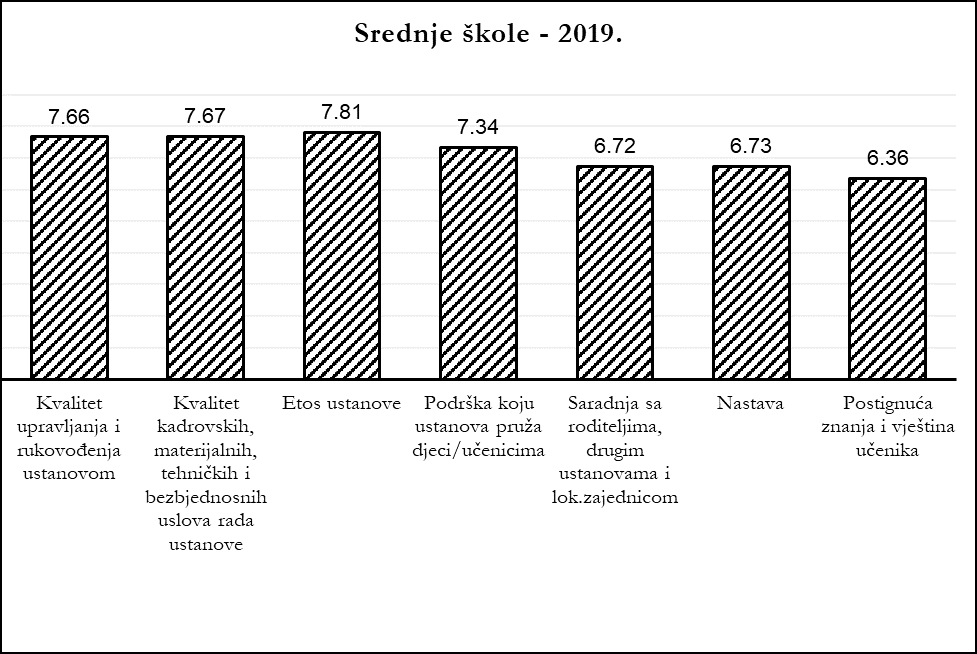 Srednje škole - 2019.
7.66
7.67
7.81
7.34
6.72
6.73
6.36
Kvalitet
upravljanja i
rukovođenja
ustanovom
Kvalitet
kadrovskih,
materijalnih,
tehničkih i
bezbjednosnih
uslova rada
ustanove
Etos ustanove
Podrška koju
ustanova pruža
djeci/učenicima
Saradnja sa
roditeljima,
drugim
ustanovama i
lok.zajednicom
Nastava
Postignuća
znanja i vještina
učenika